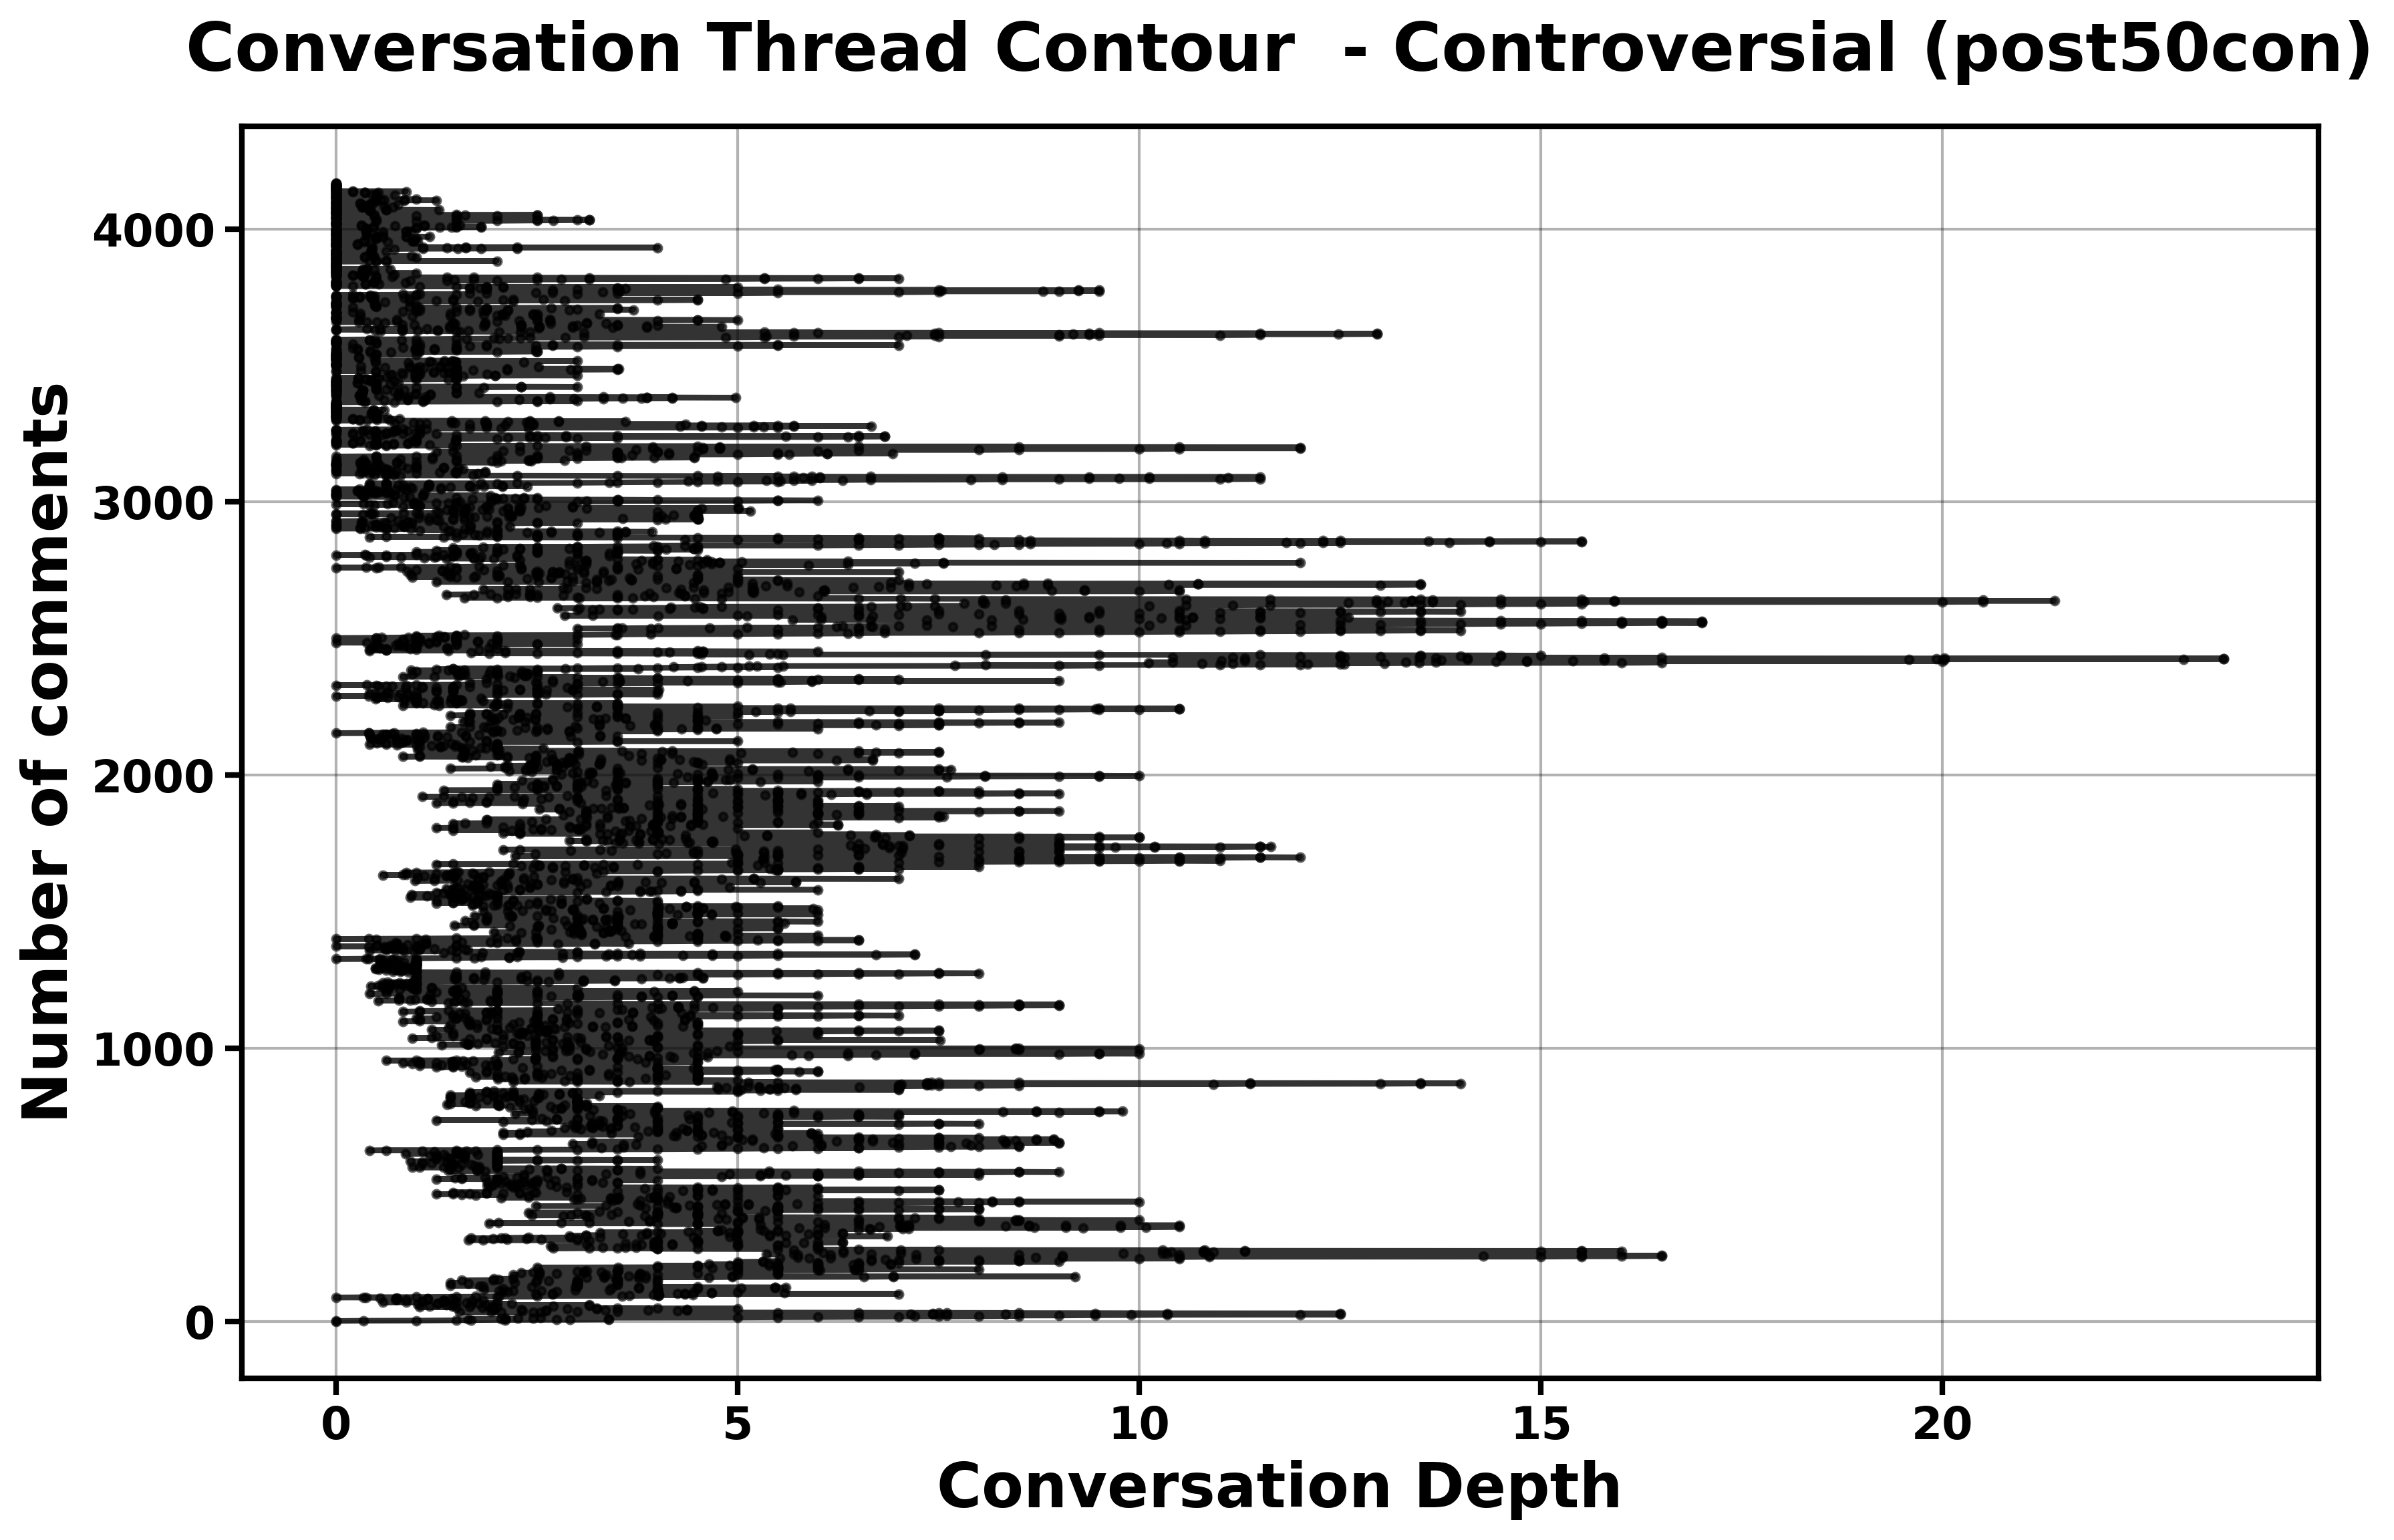 Conversation Thread Contour  - Controversial (post50con)
Number of comments
4000
3000
2000
1000
0
0 5 10 15 20
Conversation Depth